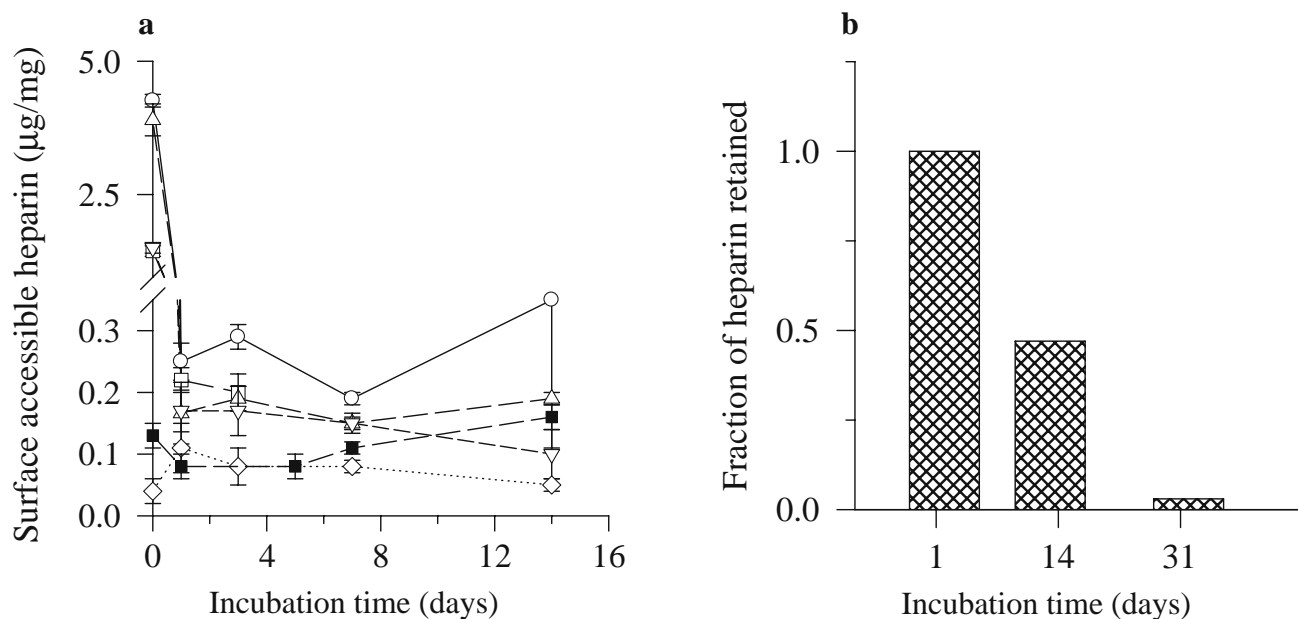 a
Surface accessible heparin (µg/mg)
5.0
2.5
0.3
0.2
0.1
0.0
0 4 8 12 16
Incubation time (days)
b
Fraction of heparin retained
1.0
0.5
0.0
1 14 31
Incubation time (days)